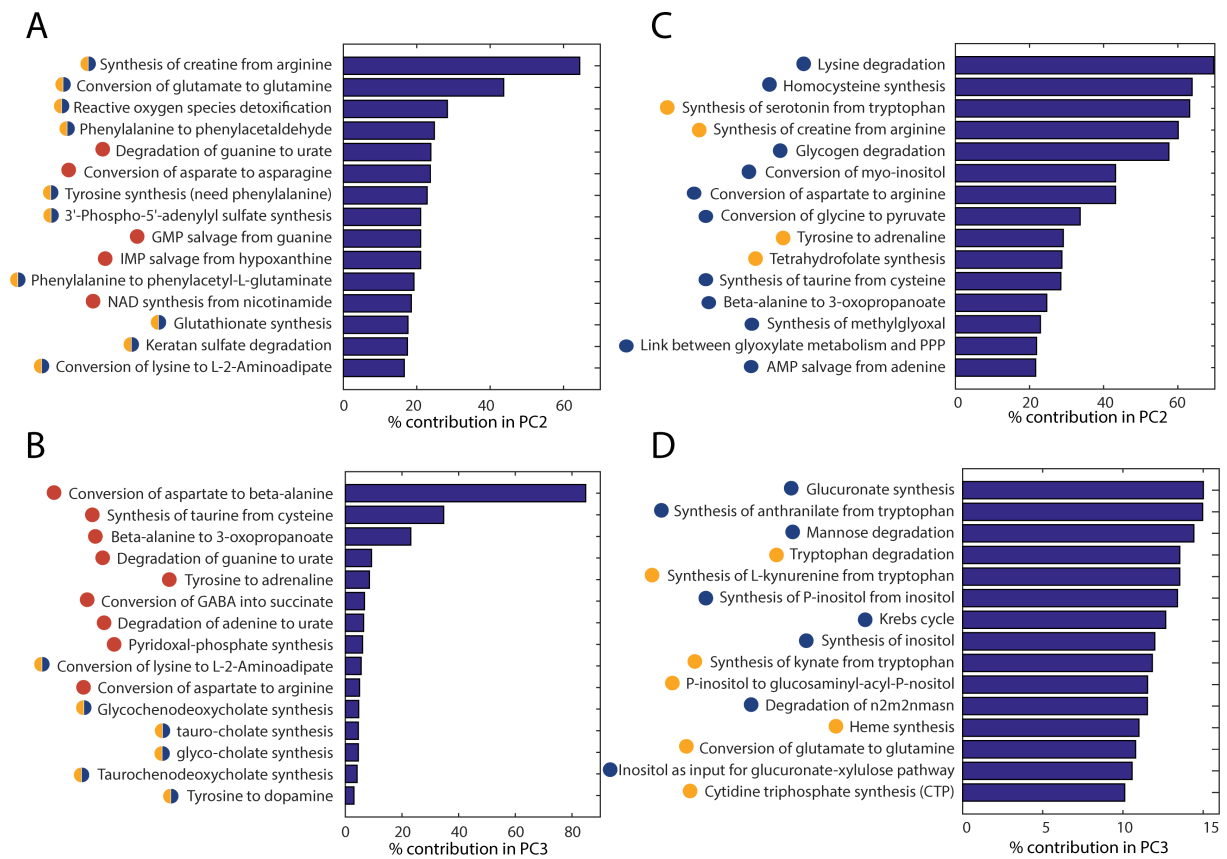 A
Synthesis of creatine from arginine
Conversion of glutamate to glutamine
Reactive oxygen species detoxification
Phenylalanine to phenylacetaldehyde
Degradation of guanine to urate
Conversion of asparate to asparagine
Tyrosine synthesis (need phenylalanine)
3'-Phospho-5'-adenylyl sulfate synthesis
GMP salvage from guanine
IMP salvage from hypoxanthine
Phenylalanine to phenylacetyl-L-glutaminate
NAD synthesis from nicotinamide
Glutathionate synthesis
Keratan sulfate degradation
Conversion of lysine to L-2-Aminoadipate
0 20 40 60
% contribution in PC2
B
Conversion of aspartate to beta-alanine
Synthesis of taurine from cysteine
Beta-alanine to 3-oxopropanoate
Degradation of guanine to urate
Tyrosine to adrenaline
Conversion of GABA into succinate
Degradation of adenine to urate
Pyridoxal-phosphate synthesis
Conversion of lysine to L-2-Aminoadipate
Conversion of aspartate to arginine
Glycochenodeoxycholate synthesis
tauro-cholate synthesis
glyco-cholate synthesis
Taurochenodeoxycholate synthesis
Tyrosine to dopamine
0 20 40 60 80
% contribution in PC3
C
Lysine degradation
Homocysteine synthesis
Synthesis of serotonin from tryptophan
Synthesis of creatine from arginine
Glycogen degradation
Conversion of myo-inositol
Conversion of aspartate to arginine
Conversion of glycine to pyruvate
Tyrosine to adrenaline
Tetrahydrofolate synthesis
Synthesis of taurine from cysteine
Beta-alanine to 3-oxopropanoate
Synthesis of methylglyoxal
Link between glyoxylate metabolism and PPP
AMP salvage from adenine
0 20 40 60
% contribution in PC2
D
Glucuronate synthesis
Synthesis of anthranilate from tryptophan
Mannose degradation
Tryptophan degradation
Synthesis of L-kynurenine from tryptophan
Synthesis of P-inositol from inositol
Krebs cycle
Synthesis of inositol
Synthesis of kynate from tryptophan
P-inositol to glucosaminyl-acyl-P-nositol
Degradation of n2m2nmasn
Heme synthesis
Conversion of glutamate to glutamine
Inositol as input for glucuronate-xylulose pathway
Cytidine triphosphate synthesis (CTP)
0 5 10 15
% contribution in PC3